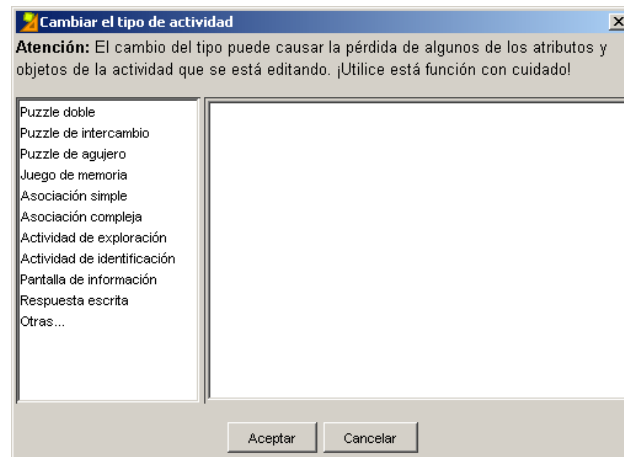 Cambiar el tipo de actividad
Atención: El cambio del tipo puede causar la pérdida de algunos de los atributos y
objetos de la actividad que se está editando. ¡Utilice está función con cuidado!
Puzzle doble
Puzzle de intercambio
Puzzle de agujero
Juego de memoria
Asociación simple
Asociación compleja
Actividad de exploración
Actividad de identificación
Pantalla de información
Respuesta escrita
Otras...
Aceptar
Cancelar